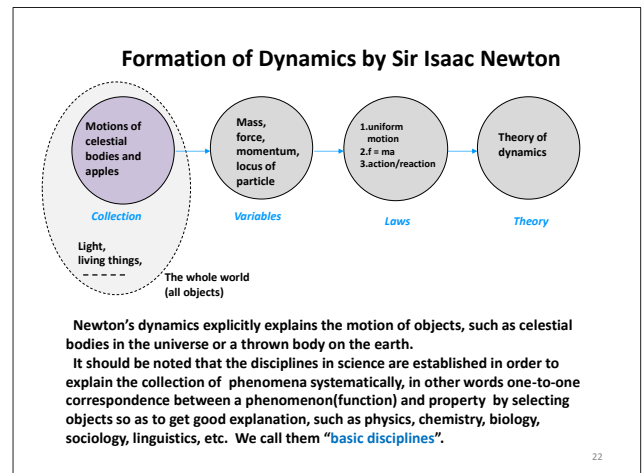 Formation of Dynamics by Sir Isaac Newton
Motions of
celestial
bodies and
apples
Mass,
force,
momentum,
locus of
particle
1.uniform
motion
2.f = ma
3.action/reaction
Theory of
dynamics
Collection
Variables
Laws
Theory
Light,
living things,
The whole world
(all objects)
Newton's dynamics explicitly explains the motion of objects, such as celestial
bodies in the universe or a thrown body on the earth.
It should be noted that the disciplines in science are established in order to
explain the collection of phenomena systematically, in other words one-to-one
correspondence between a phenomenon(function) and property by selecting
objects so as to get good explanation, such as physics, chemistry, biology,
sociology, linguistics, etc. We call them “basic disciplines”.
22